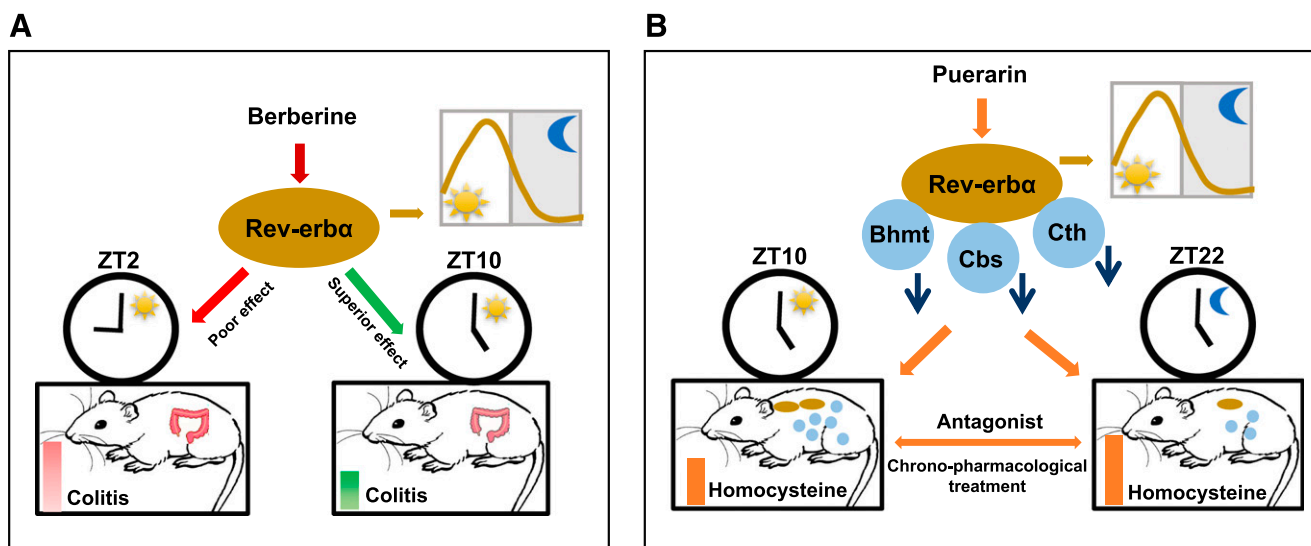 A
Berberine
Rev-erbα
ZT2
ZT10
Poor effect
Superior effect
Colitis
Colitis
B
Puerarin
Rev-erbα
Bhmt
Cbs
Cth
ZT10
ZT22
Antagonist
Chrono-pharmacological
treatment
Homocysteine
Homocysteine